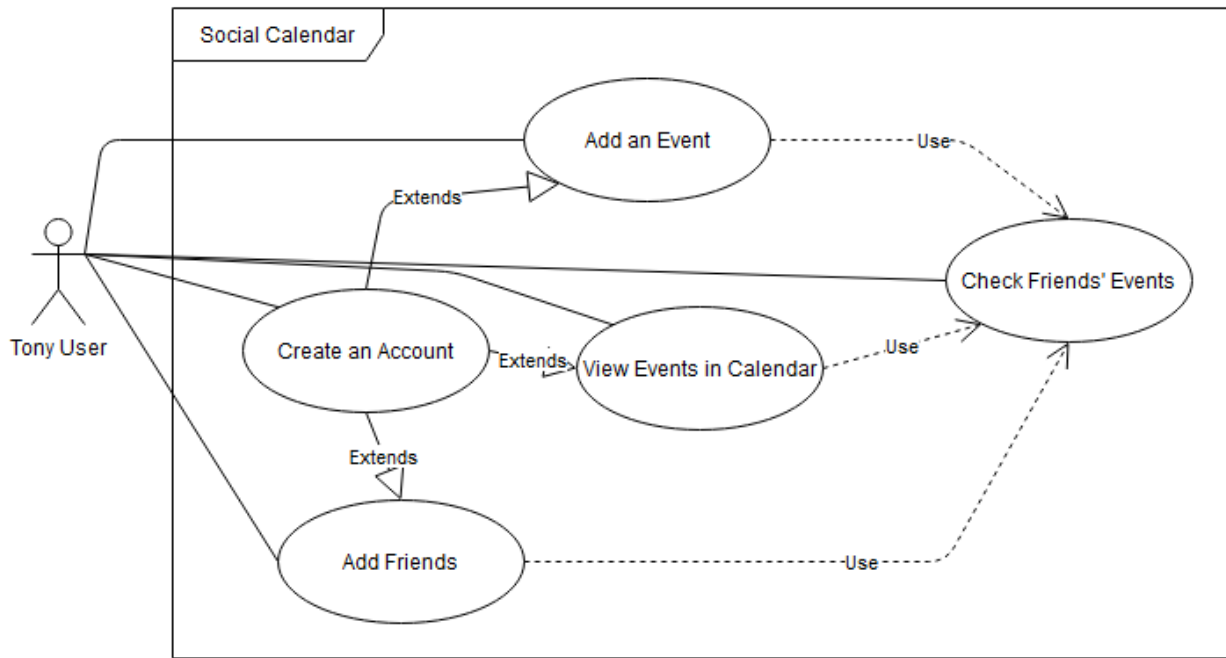 Social Calendar
Add an Event
Use
Extends
Check Friends' Events
Tony User
Create an Account
Extends
View Events in Calendar
Use
Extends
Add Friends
Use